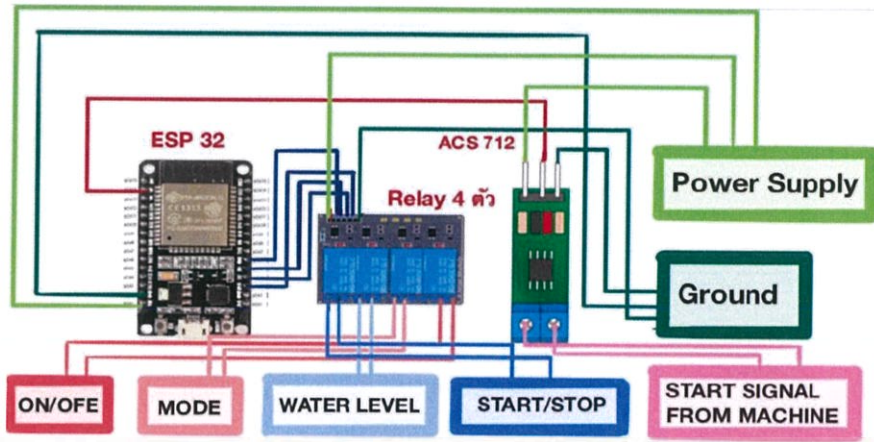 ESP 32
ACS 712
Relay 4 ตัว
Power Supply
Ground
ON/OFE
MODE
WATER LEVEL
START/STOP
START SIGNAL
FROM MACHINE